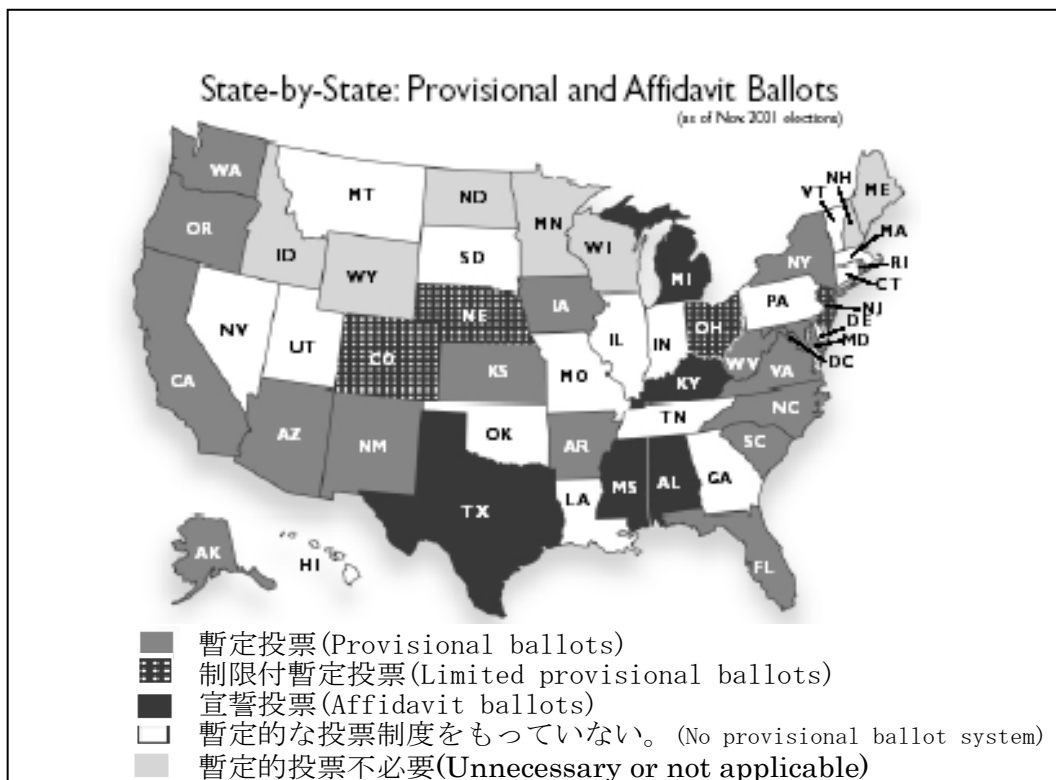 State-by-State: Provisional and Affidavit Ballots
(as of Nov. 2001 elections)
WA
MT
ND
MN
VT
NH
ME
OR
ID
WY
SD
WI
MI
NY
MA
RI
CT
NV
UT
CO
NE
IA
IL
IN
OH
PA
NJ
DE
MD
DC
CA
KS
MO
KY
WV
VA
AZ
NM
OK
AR
TN
NC
SC
TX
LA
MS
AL
GA
FL
AK
HI
暫定投票(Provisional ballots)
制限付暫定投票(Limited provisional ballots)
宣誓投票(Affidavit ballots)
暫定的な投票制度をもっていない。(No provisional ballot system)
暫定的投票不必要(Unnecessary or not applicable)